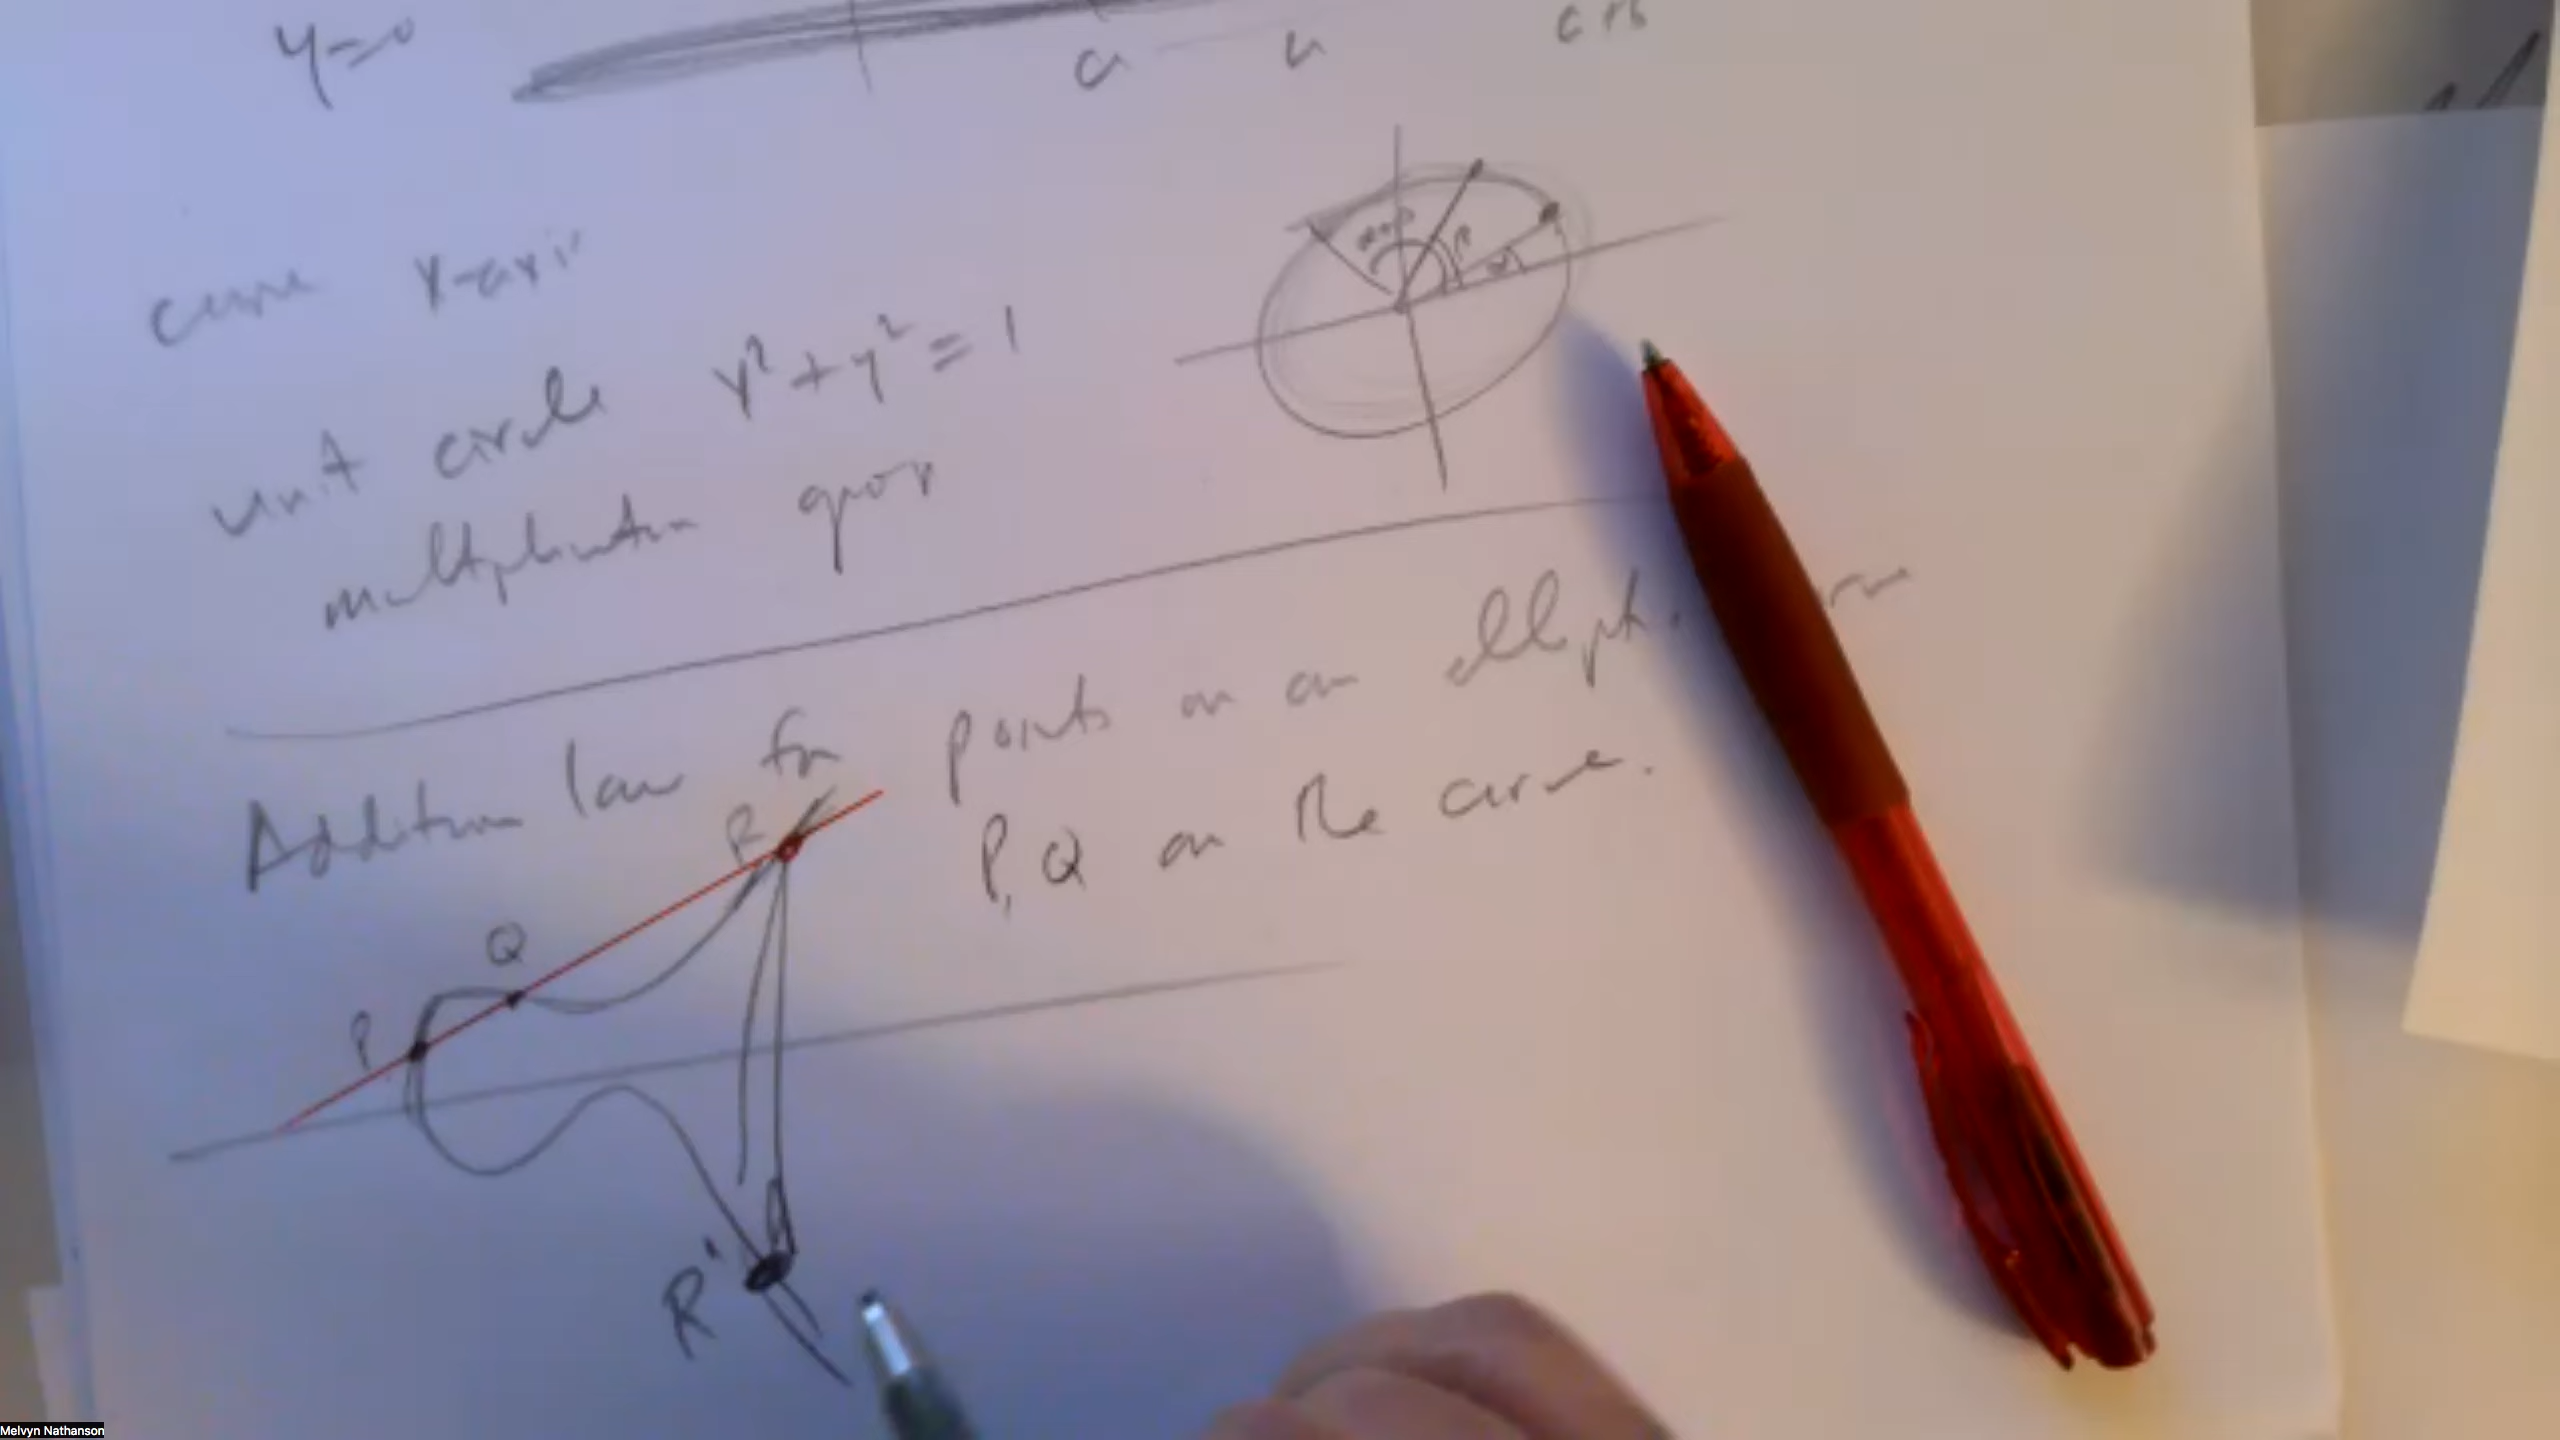 y=0
a a a+b
curve x-axis
unit circle x²+y²=1
multiplication group
α+β β α
Addition law for points on an elliptic
P, Q on the curve.
R
Q
P
R'
Melvyn Nathanson